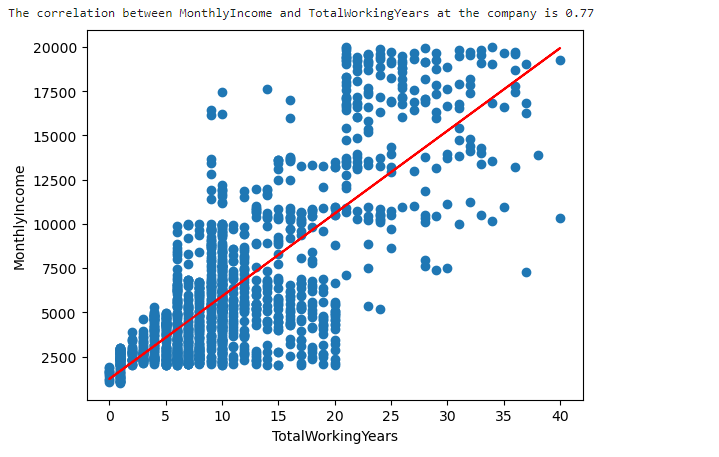 The correlation between MonthlyIncome and TotalWorkingYears at the company is 0.77
20000
17500
15000
12500
10000
7500
5000
2500
MonthlyIncome
0 5 10 15 20 25 30 35 40
TotalWorkingYears